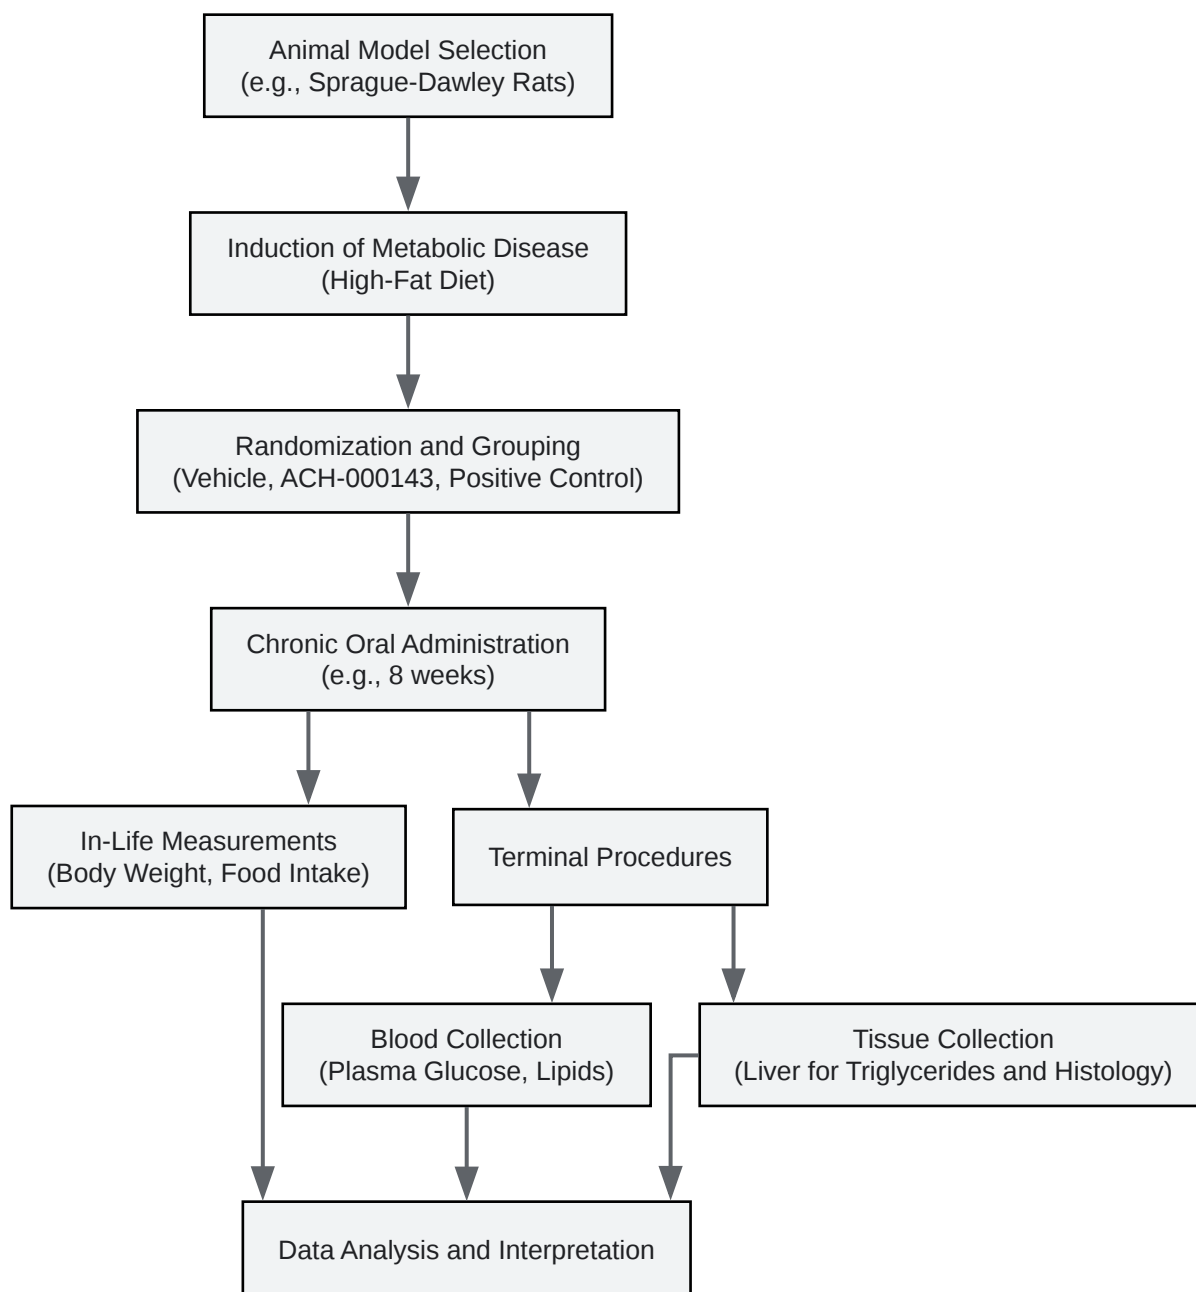 Animal Model Selection
(e.g., Sprague-Dawley Rats)
Induction of Metabolic Disease
(High-Fat Diet)
Randomization and Grouping
(Vehicle, ACH-000143, Positive Control)
Chronic Oral Administration
(e.g., 8 weeks)
In-Life Measurements
(Body Weight, Food Intake)
Terminal Procedures
Blood Collection
(Plasma Glucose, Lipids)
Tissue Collection
(Liver for Triglycerides and Histology)
Data Analysis and Interpretation